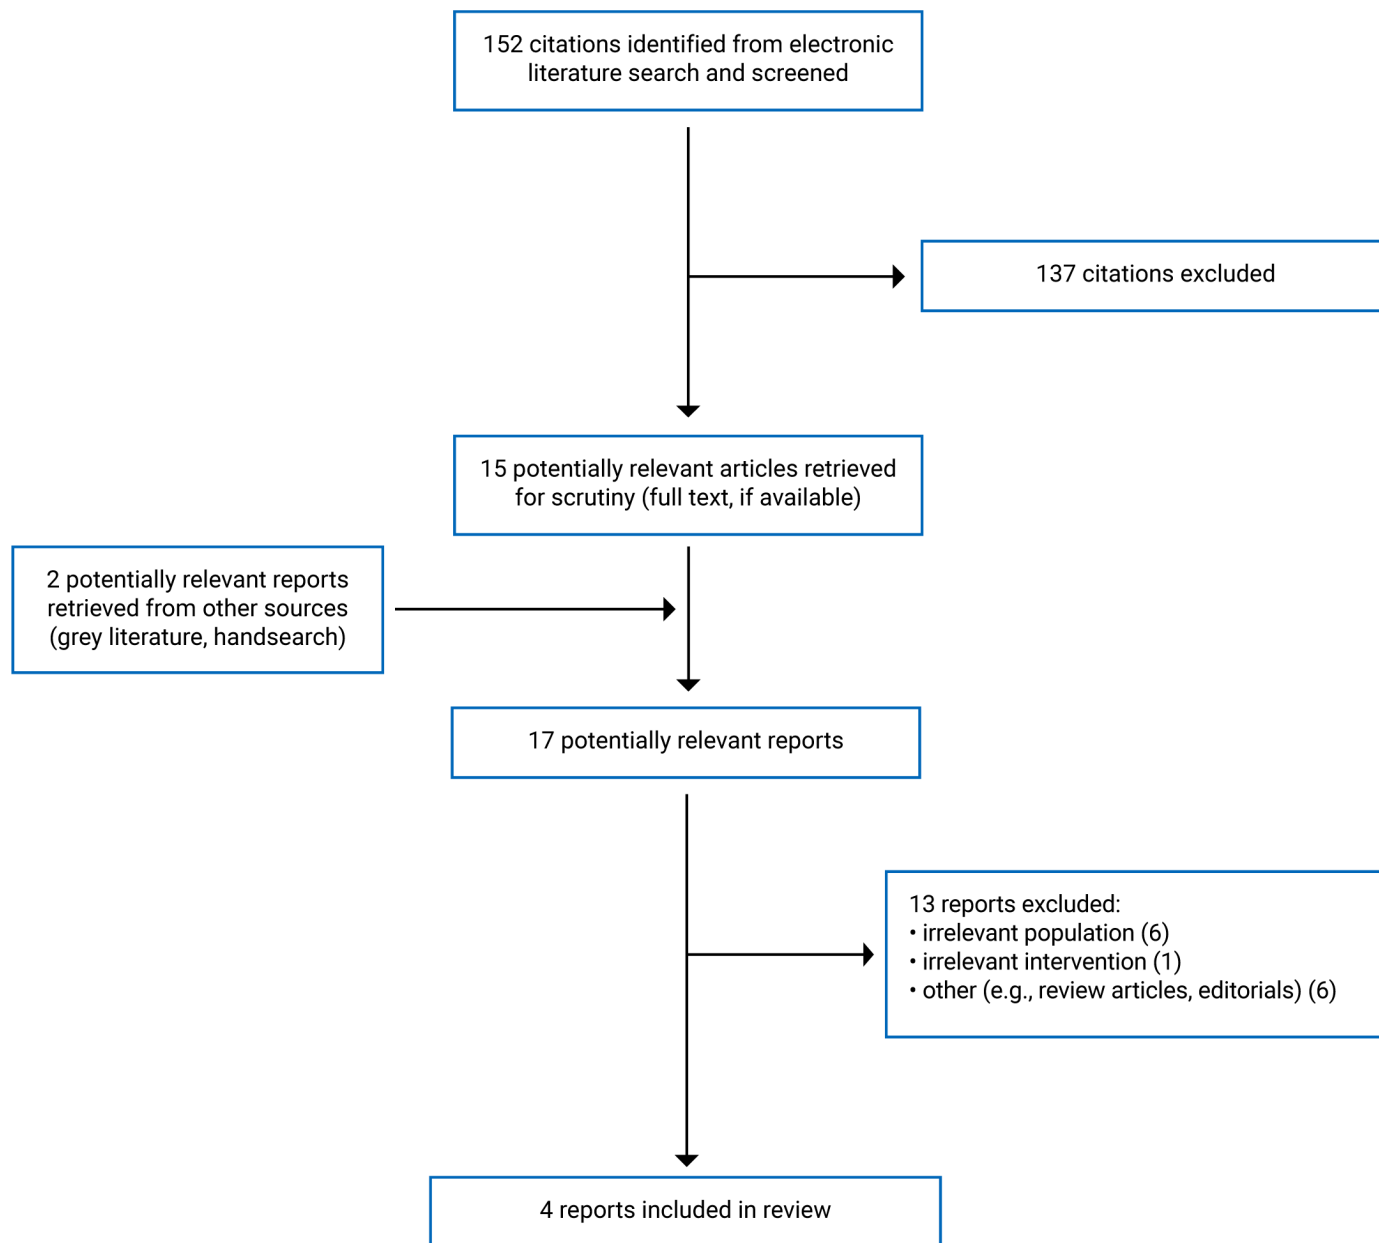 152 citations identified from electronic
literature search and screened
137 citations excluded
15 potentially relevant articles retrieved
for scrutiny (full text, if available)
2 potentially relevant reports
retrieved from other sources
(grey literature, handsearch)
17 potentially relevant reports
13 reports excluded:
• irrelevant population (6)
• irrelevant intervention (1)
• other (e.g., review articles, editorials) (6)
4 reports included in review